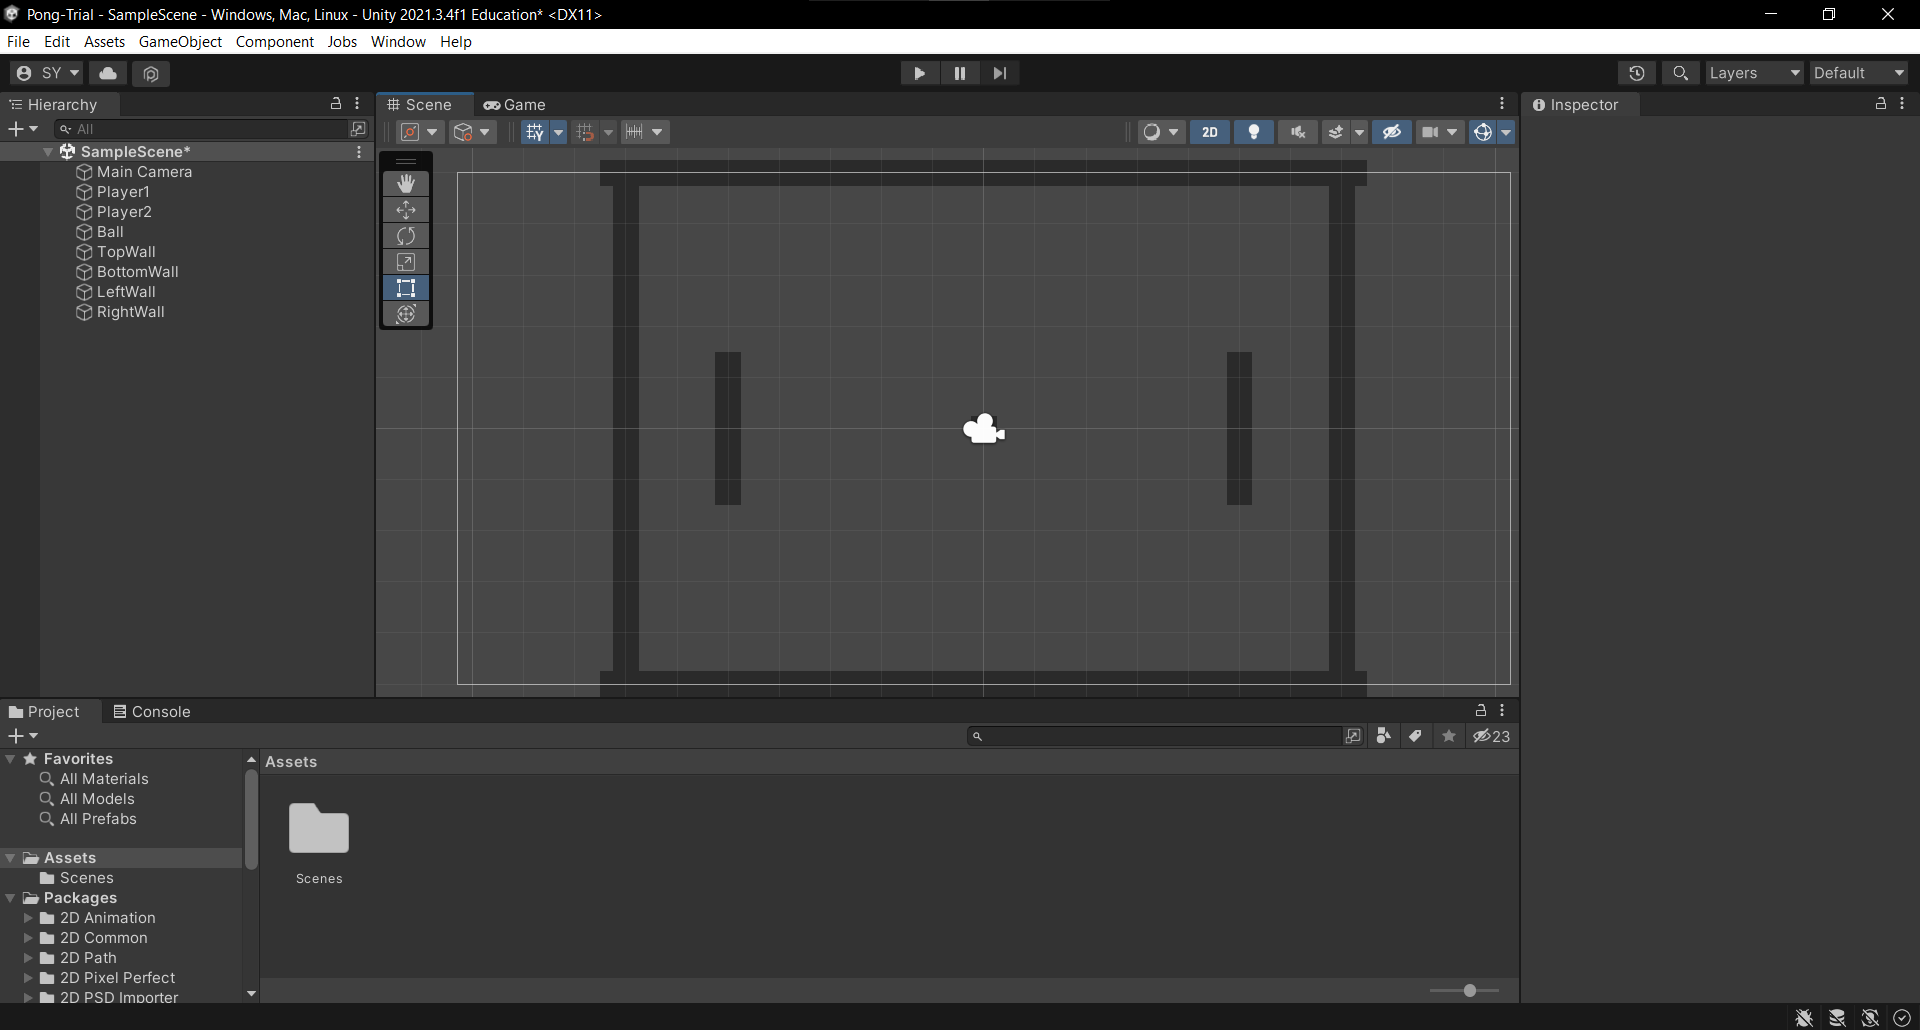 Pong-Trial - SampleScene - Windows, Mac, Linux - Unity 2021.3.4f1 Education* <DX11>
File Edit Assets GameObject Component Jobs Window Help
SY
Layers
Default
Hierarchy
All
SampleScene*
Main Camera
Player1
Player2
Ball
TopWall
BottomWall
LeftWall
RightWall
Scene
Game
2D
Inspector
Project
Console
23
Favorites
All Materials
All Models
All Prefabs
Assets
Scenes
Packages
2D Animation
2D Common
2D Path
2D Pixel Perfect
2D PSD Importer
Assets
Scenes